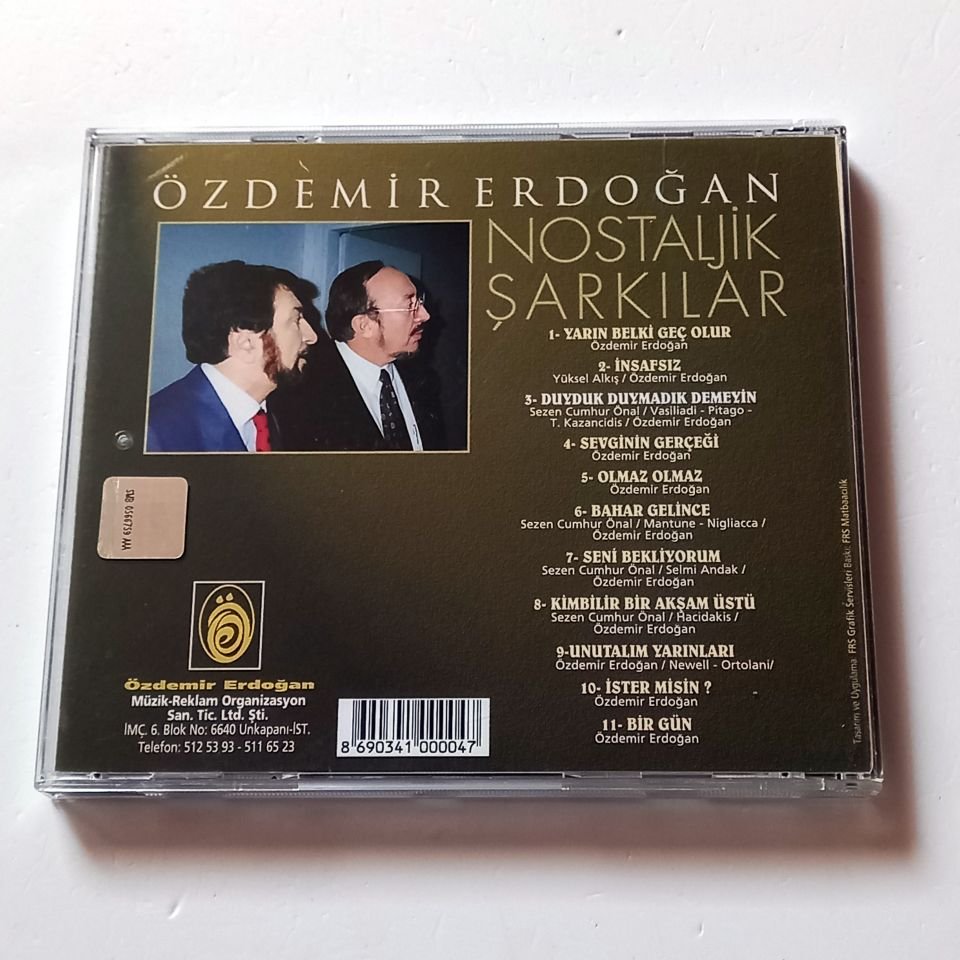 ÖZDEMİR ERDOĞAN
NOSTALJİK
ŞARKILAR
1- YARIN BELKİ GEÇ OLUR
Özdemir Erdoğan
2- İNSAFSIZ
Yüksel Alkış / Özdemir Erdoğan
3- DUYDUK DUYMADIK DEMEYİN
Sezen Cumhur Önal / Vasiliadi - Pitago -
T. Kazancidis / Özdemir Erdoğan
4- SEVGİNİN GERÇEĞİ
Özdemir Erdoğan
5- OLMAZ OLMAZ
Özdemir Erdoğan
6- BAHAR GELİNCE
Sezen Cumhur Önal / Mantune - Nigliacca /
Özdemir Erdoğan
7- SENİ BEKLİYORUM
Sezen Cumhur Önal / Selmi Andak /
Özdemir Erdoğan
8- KİMBİLİR BİR AKŞAM ÜSTÜ
Sezen Cumhur Önal / Hacidakis /
Özdemir Erdoğan
9-UNUTALIM YARINLARI
Özdemir Erdoğan / Newell - Ortolani/
10- İSTER MİSİN ?
Özdemir Erdoğan
11- BİR GÜN
Özdemir Erdoğan
SMB 0566759 AAA
Özdemir Erdoğan
Müzik-Reklam Organizasyon
San. Tic. Ltd. Şti.
İMÇ. 6. Blok No: 6640 Unkapanı-İST.
Telefon: 512 53 93 - 511 65 23
8 690341 000047
Tasarım ve Uygulama: FRS Grafik Servisleri Baskı: FRS Matbaacılık